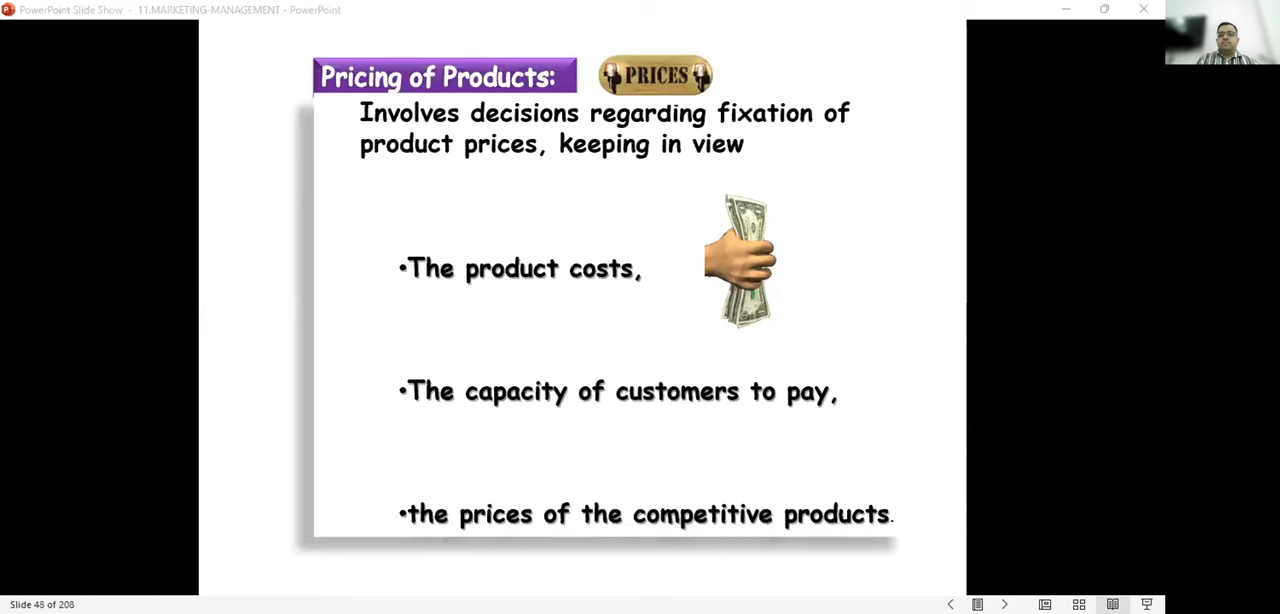 PowerPoint Slide Show - 11.MARKETING-MANAGEMENT - PowerPoint
Pricing of Products:
PRICES
Involves decisions regarding fixation of
product prices, keeping in view
•The product costs,
•The capacity of customers to pay,
•the prices of the competitive products.
Slide 48 of 208